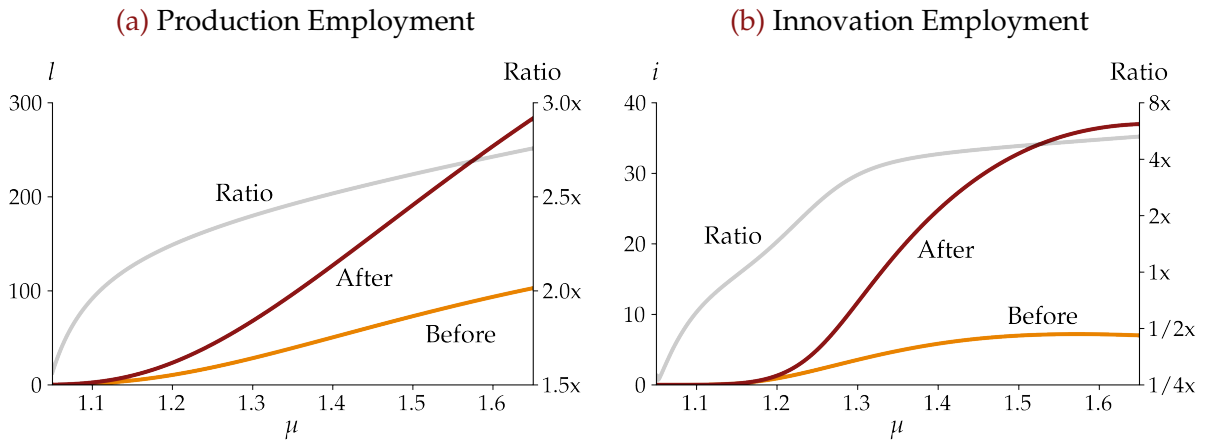 (a) Production Employment
l
Ratio
300
3.0x
Ratio
2.5x
200
After
2.0x
100
Before
0
1.5x
1.1
1.2
1.3
1.4
1.5
1.6
μ
(b) Innovation Employment
i
Ratio
40
8x
4x
30
2x
Ratio
20
After
1x
10
Before
1/2x
0
1/4x
1.1
1.2
1.3
1.4
1.5
1.6
μ